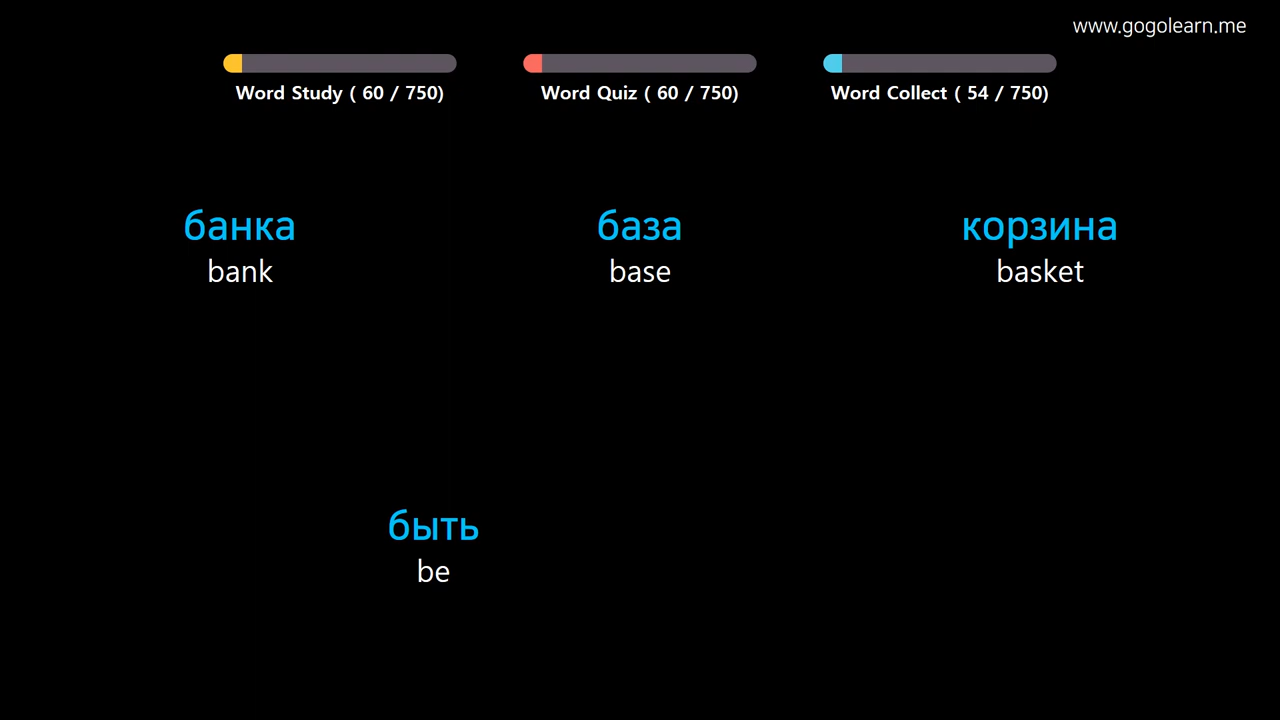 www.gogolearn.me
Word Study ( 60 / 750)
Word Quiz ( 60 / 750)
Word Collect ( 54 / 750)
банка
bank
база
base
корзина
basket
быть
be